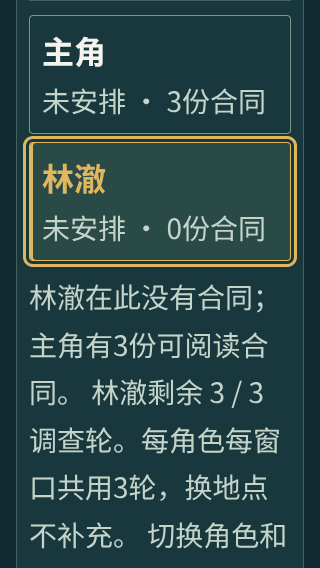 主角
未安排 · 3份合同
林澈
未安排 · 0份合同
林澈在此没有合同；
主角有3份可阅读合
同。 林澈剩余 3 / 3
调查轮。每角色每窗
口共用3轮，换地点
不补充。 切换角色和